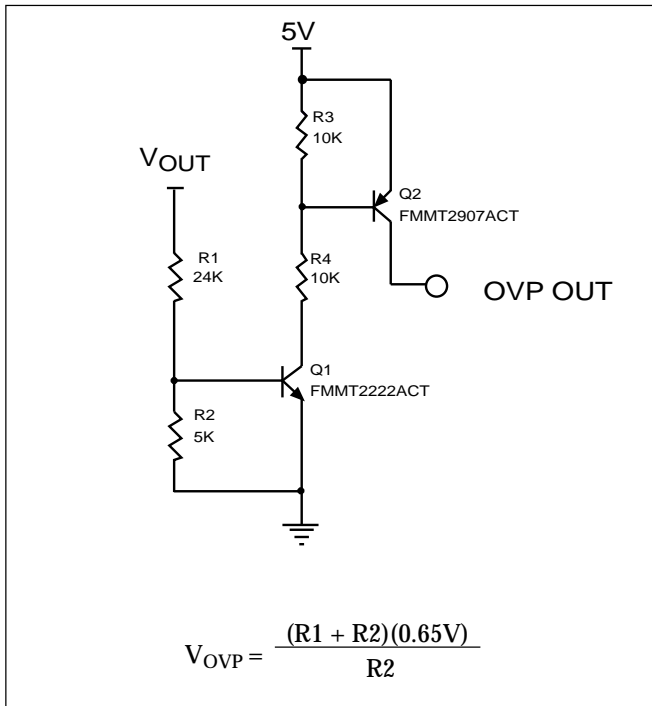 5V
R3
10K
VOUT
Q2
FMMT2907ACT
R1
24K
R4
10K
OVP OUT
Q1
FMMT2222ACT
R2
5K
VOVP = (R1 + R2)(0.65V)
R2